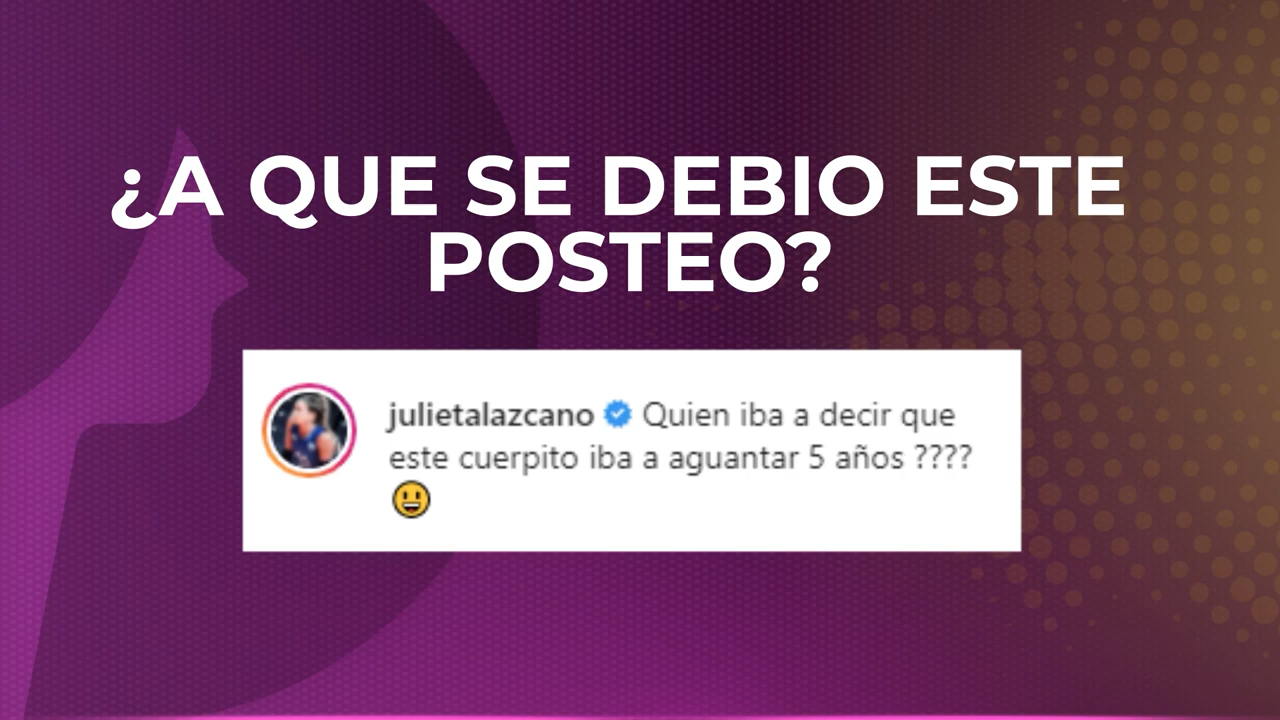 ¿A QUE SE DEBIO ESTE
POSTEO?
julietalazcano Quien iba a decir que
este cuerpito iba a aguantar 5 años ????
😃